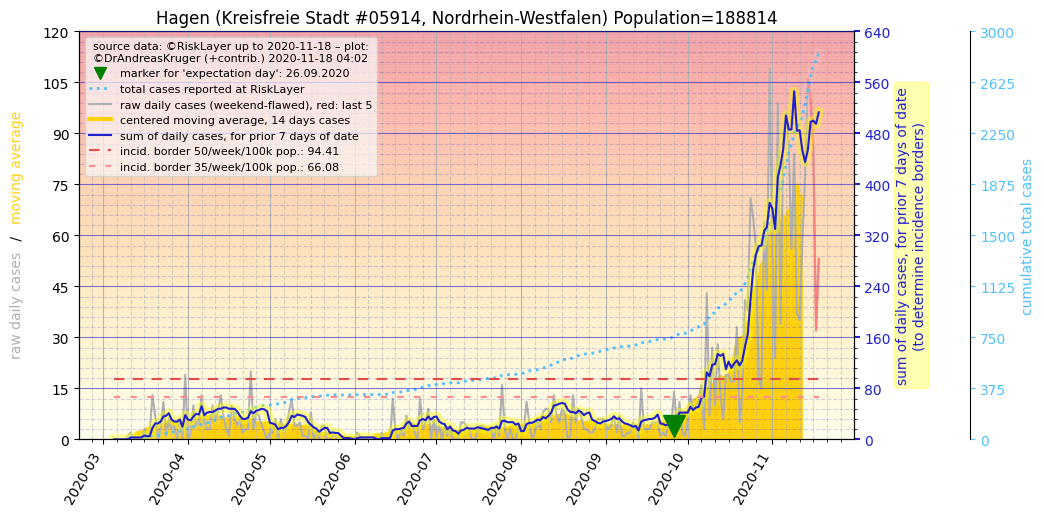 Hagen (Kreisfreie Stadt #05914, Nordrhein-Westfalen) Population=188814
source data: ©RiskLayer up to 2020-11-18 – plot:
©DrAndreasKruger (+contrib.) 2020-11-18 04:02
marker for 'expectation day': 26.09.2020
total cases reported at RiskLayer
raw daily cases (weekend-flawed), red: last 5
centered moving average, 14 days cases
sum of daily cases, for prior 7 days of date
incid. border 50/week/100k pop.: 94.41
incid. border 35/week/100k pop.: 66.08
raw daily cases / moving average
120
105
90
75
60
45
30
15
0
2020-03
2020-04
2020-05
2020-06
2020-07
2020-08
2020-09
2020-10
2020-11
640
560
480
400
320
240
160
80
0
sum of daily cases, for prior 7 days of date
(to determine incidence borders)
3000
2625
2250
1875
1500
1125
750
375
0
cumulative total cases